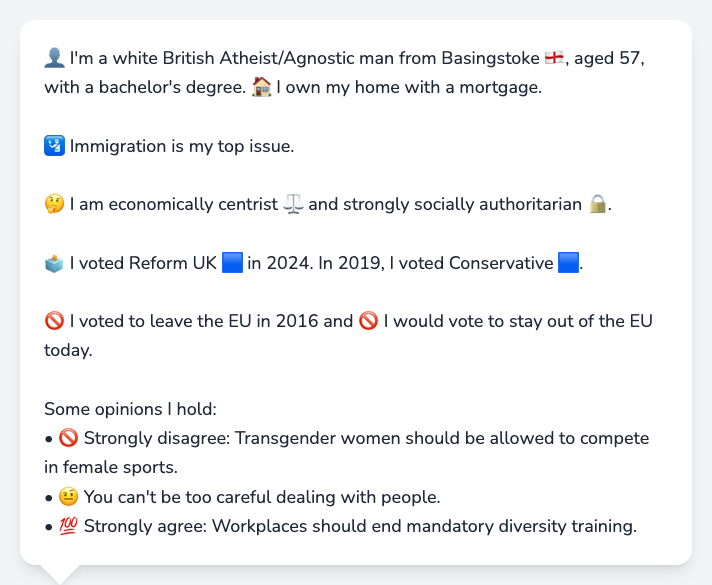 👤 I'm a white British Atheist/Agnostic man from Basingstoke 🏴󠁧󠁢󠁥󠁮󠁧󠁿, aged 57,
with a bachelor's degree. 🏠 I own my home with a mortgage.
🛂 Immigration is my top issue.
🤔 I am economically centrist ⚖️ and strongly socially authoritarian 🔒.
🗳️ I voted Reform UK 🟦 in 2024. In 2019, I voted Conservative 🟦.
🚫 I voted to leave the EU in 2016 and 🚫 I would vote to stay out of the EU
today.
Some opinions I hold:
• 🚫 Strongly disagree: Transgender women should be allowed to compete
in female sports.
• 🤨 You can't be too careful dealing with people.
• 💯 Strongly agree: Workplaces should end mandatory diversity training.